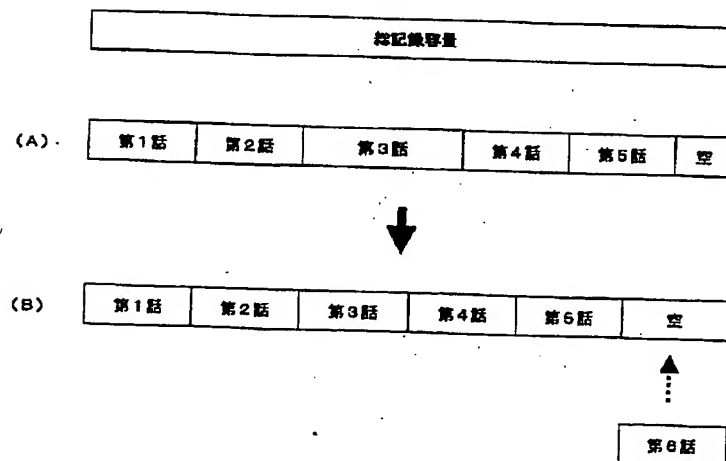 総記録容量
(A). 第1話 第2話 第3話 第4話 第5話 空
(B) 第1話 第2話 第3話 第4話 第5話 空
第6話